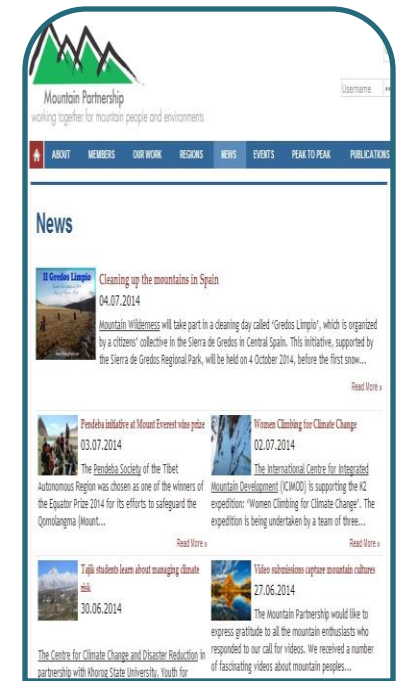 Mountain Partnership
working together for mountain people and environments
Username
ABOUT MEMBERS OUR WORK REGIONS NEWS EVENTS PEAK TO PEAK PUBLICATIONS
News
II Gredos Limpio
Cleaning up the mountains in Spain
04.07.2014
Mountain Wilderness will take part in a cleaning day called 'Gredos Limpio', which is organized
by a citizens' collective in the Sierra de Gredos in Central Spain. This initiative, supported by
the Sierra de Gredos Regional Park, will be held on 4 October 2014, before the first snow...
Read More »
Pendeba initiative at Mount Everest wins prize
03.07.2014
The Pendeba Society of the Tibet
Autonomous Region was chosen as one of the winners of
the Equator Prize 2014 for its efforts to safeguard the
Qomolangma (Mount...
Read More »
Women Climbing for Climate Change
02.07.2014
The International Centre for Integrated
Mountain Development (ICIMOD) is supporting the K2
expedition: 'Women Climbing for Climate Change'. The
expedition is being undertaken by a team of three...
Read More »
Tajik students learn about managing climate
risk
30.06.2014
The Centre for Climate Change and Disaster Reduction in
partnership with Khorog State University, Youth for
Video submissions capture mountain cultures
27.06.2014
The Mountain Partnership would like to
express gratitude to all the mountain enthusiasts who
responded to our call for videos. We received a number
of fascinating videos about mountain peoples...